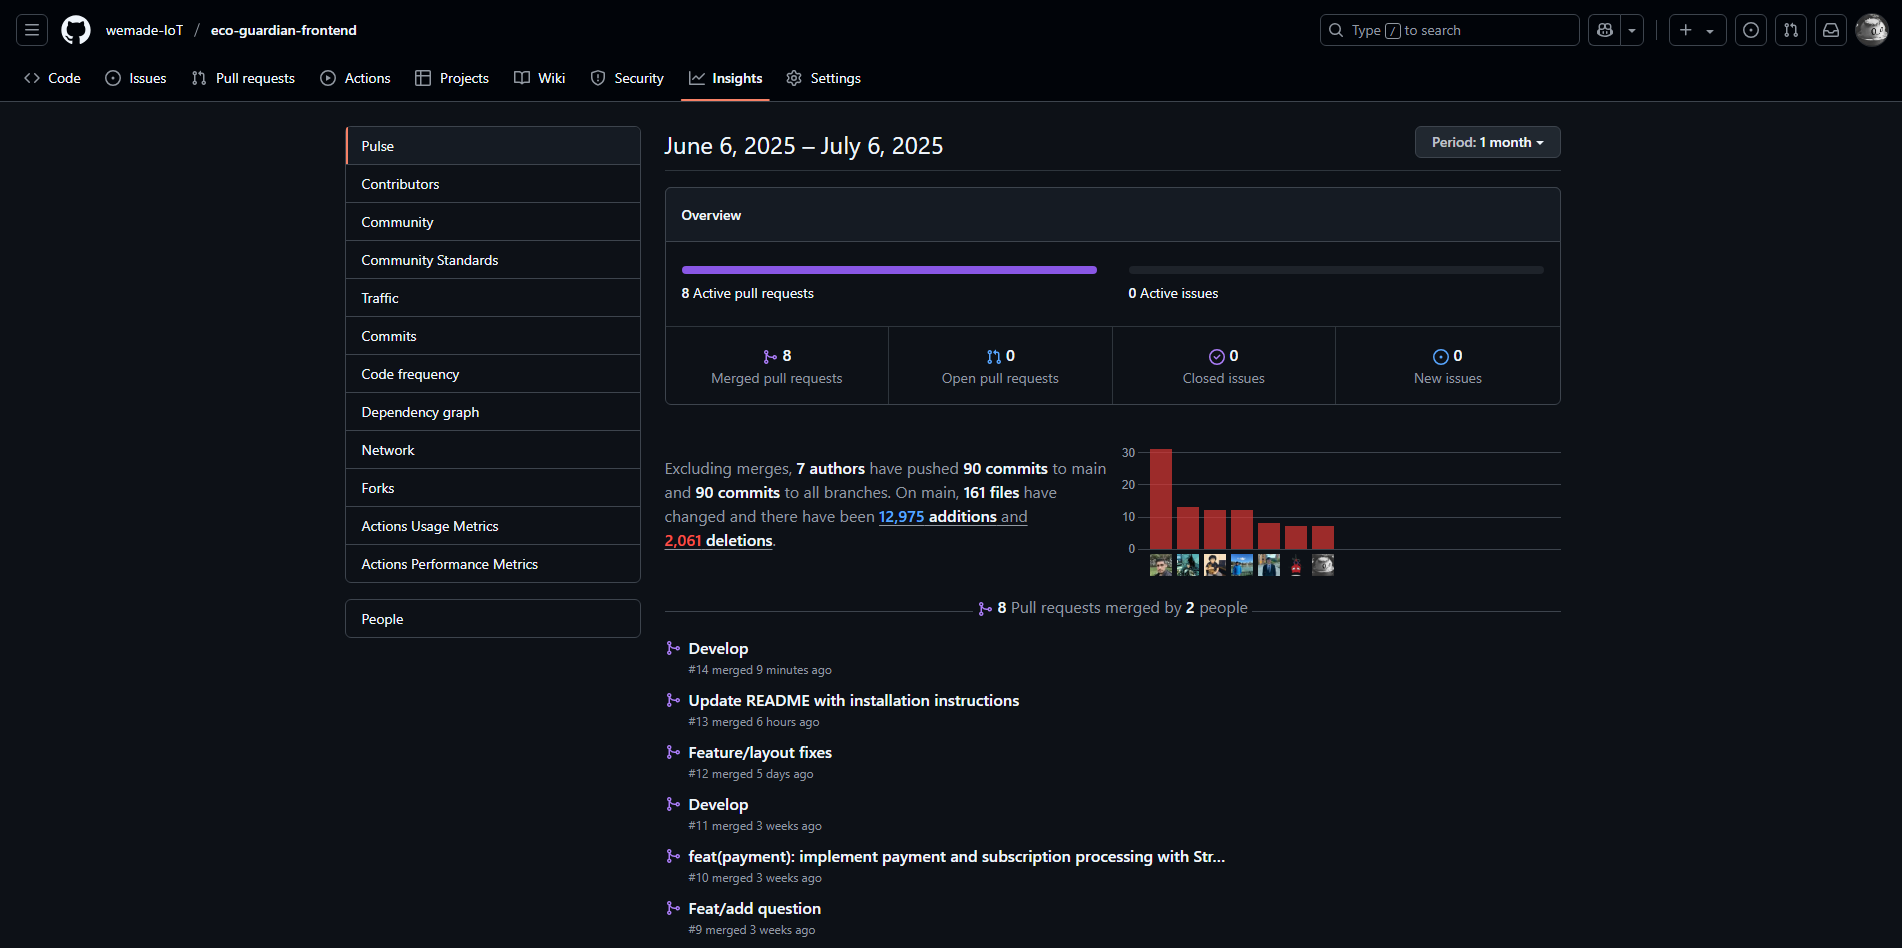 wemade-IoT / eco-guardian-frontend
Type / to search
Code
Issues
Pull requests
Actions
Projects
Wiki
Security
Insights
Settings
Pulse
Contributors
Community
Community Standards
Traffic
Commits
Code frequency
Dependency graph
Network
Forks
Actions Usage Metrics
Actions Performance Metrics
People
June 6, 2025 – July 6, 2025
Period: 1 month
Overview
8 Active pull requests
0 Active issues
8
Merged pull requests
0
Open pull requests
0
Closed issues
0
New issues
Excluding merges, 7 authors have pushed 90 commits to main
and 90 commits to all branches. On main, 161 files have
changed and there have been 12,975 additions and
2,061 deletions.
30
20
10
0
8 Pull requests merged by 2 people
Develop
#14 merged 9 minutes ago
Update README with installation instructions
#13 merged 6 hours ago
Feature/layout fixes
#12 merged 5 days ago
Develop
#11 merged 3 weeks ago
feat(payment): implement payment and subscription processing with Str...
#10 merged 3 weeks ago
Feat/add question
#9 merged 3 weeks ago